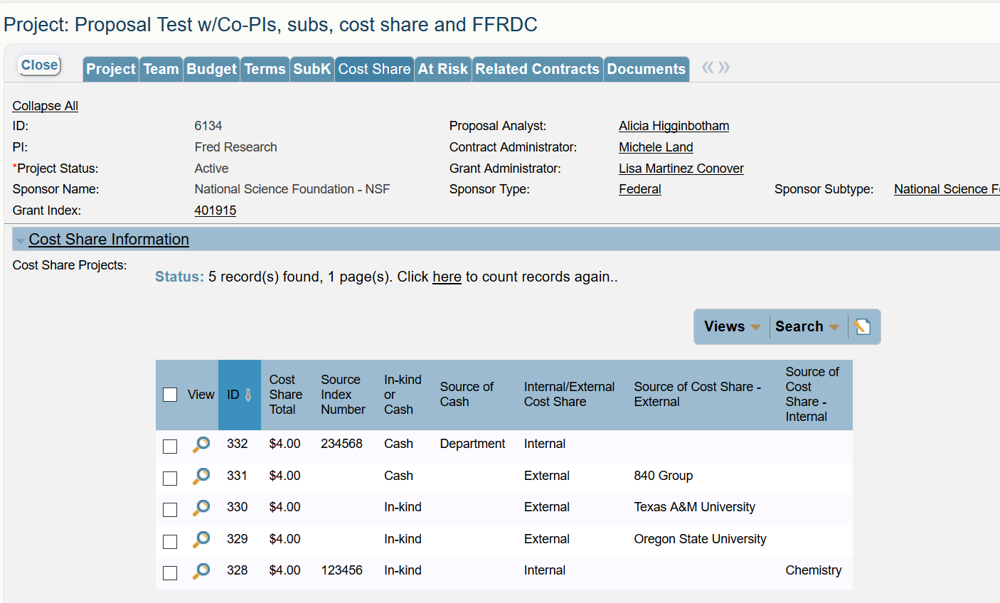 Project: Proposal Test w/Co-PIs, subs, cost share and FFRDC
Close Project Team Budget Terms SubK Cost Share At Risk Related Contracts Documents « »
Collapse All
ID: 6134 Proposal Analyst: Alicia Higginbotham
PI: Fred Research Contract Administrator: Michele Land
*Project Status: Active Grant Administrator: Lisa Martinez Conover
Sponsor Name: National Science Foundation - NSF Sponsor Type: Federal Sponsor Subtype: National Science F
Grant Index: 401915
Cost Share Information
Cost Share Projects:
Status: 5 record(s) found, 1 page(s). Click here to count records again..
Views Search
View ID Cost Share Total Source Index Number In-kind or Cash Source of Cash Internal/External Cost Share Source of Cost Share - External Source of Cost Share - Internal
332 $4.00 234568 Cash Department Internal
331 $4.00 Cash External 840 Group
330 $4.00 In-kind External Texas A&M University
329 $4.00 In-kind External Oregon State University
328 $4.00 123456 In-kind Internal Chemistry